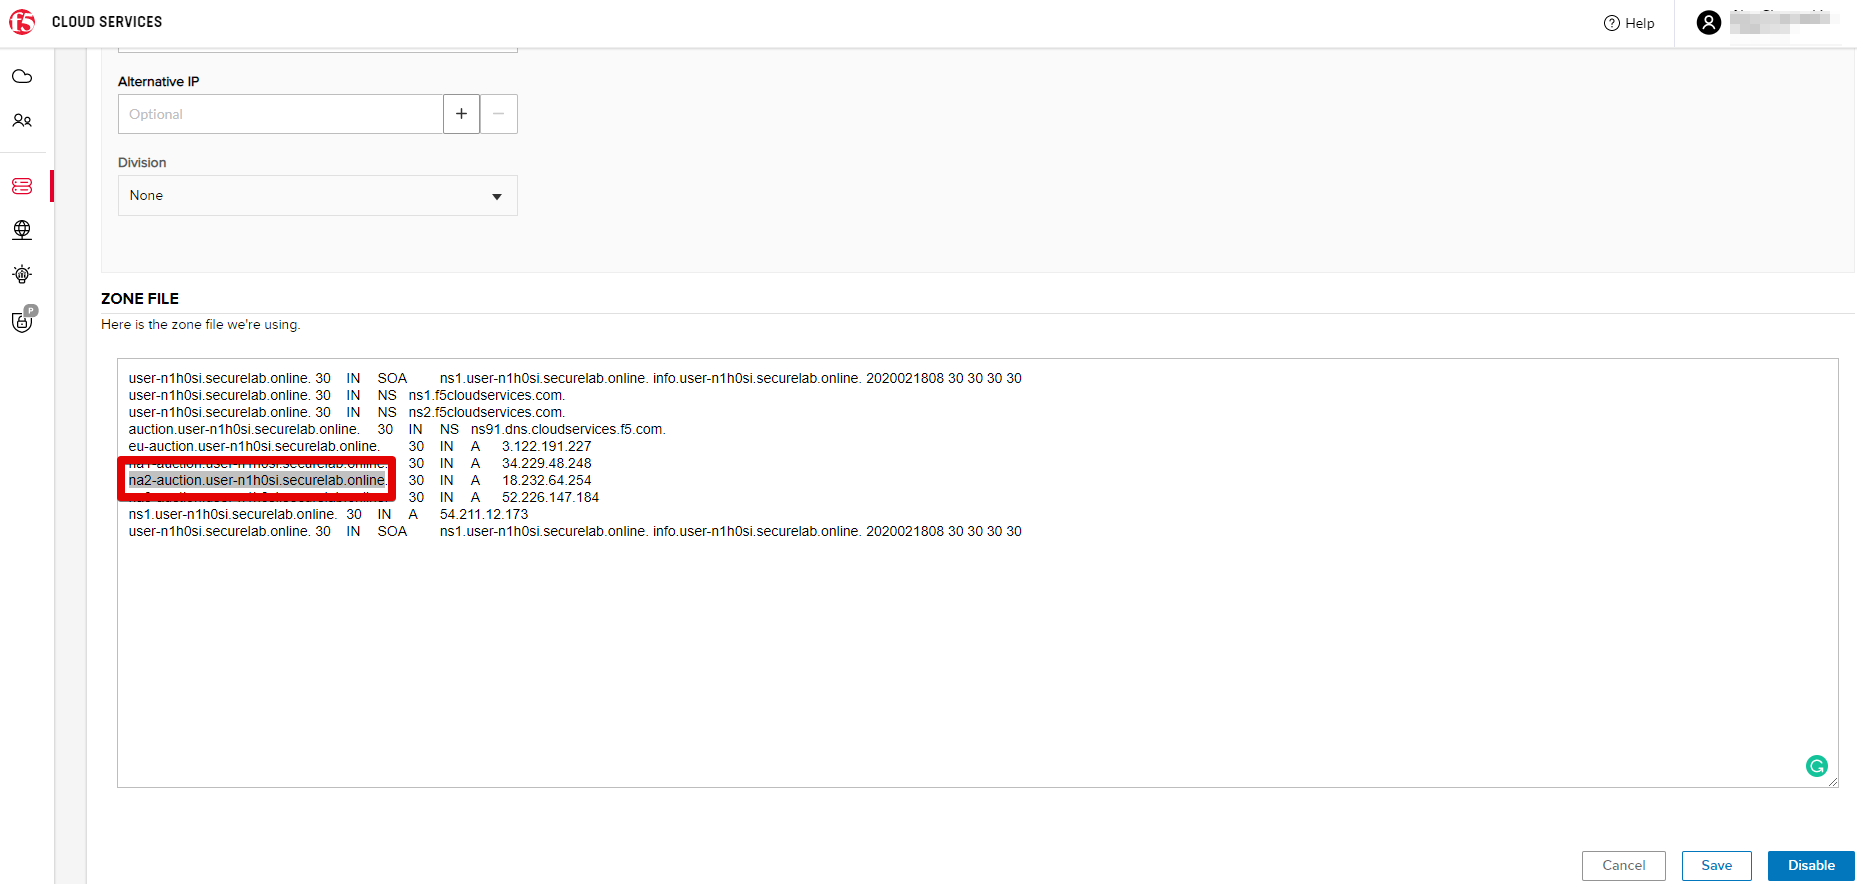 f5 CLOUD SERVICES
Help
Alternative IP
Optional
+ −
Division
None
P
ZONE FILE
Here is the zone file we're using.
user-n1h0si.securelab.online. 30 IN SOA ns1.user-n1h0si.securelab.online. info.user-n1h0si.securelab.online. 2020021808 30 30 30 30
user-n1h0si.securelab.online. 30 IN NS ns1.f5cloudservices.com.
user-n1h0si.securelab.online. 30 IN NS ns2.f5cloudservices.com.
auction.user-n1h0si.securelab.online. 30 IN NS ns91.dns.cloudservices.f5.com.
eu-auction.user-n1h0si.securelab.online. 30 IN A 3.122.191.227
na1-auction.user-n1h0si.securelab.online. 30 IN A 34.229.48.248
na2-auction.user-n1h0si.securelab.online. 30 IN A 18.232.64.254
30 IN A 52.226.147.184
ns1.user-n1h0si.securelab.online. 30 IN A 54.211.12.173
user-n1h0si.securelab.online. 30 IN SOA ns1.user-n1h0si.securelab.online. info.user-n1h0si.securelab.online. 2020021808 30 30 30 30
Cancel
Save
Disable